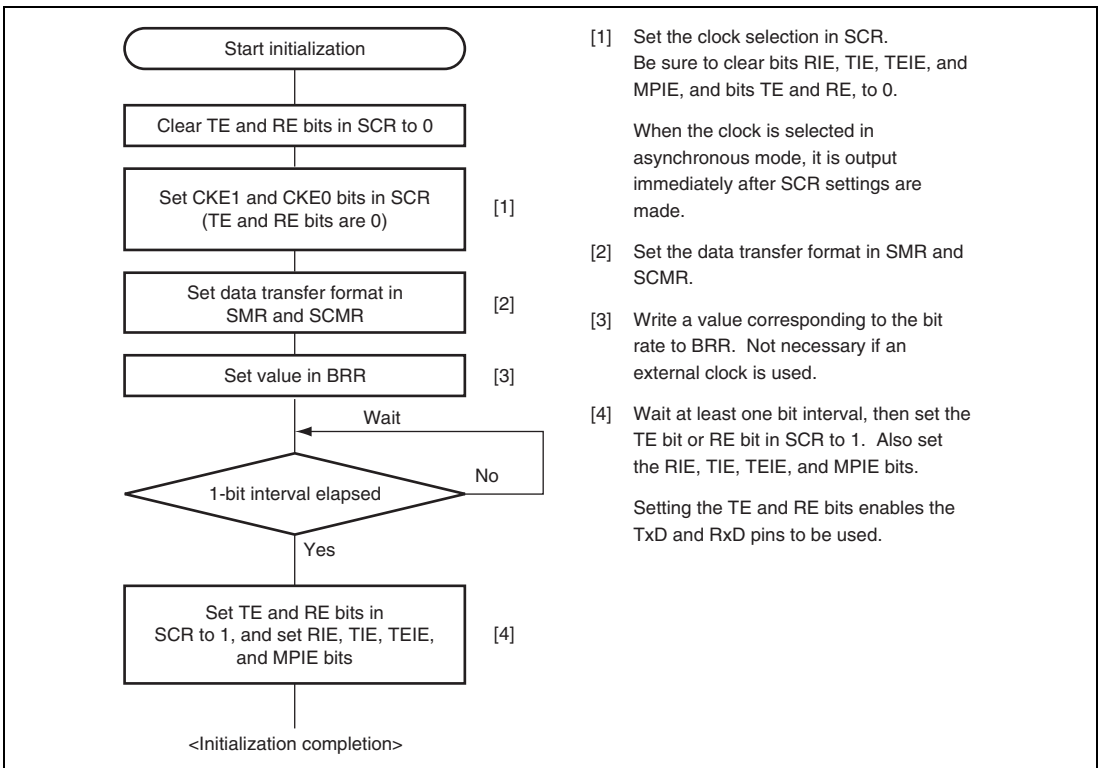 Start initialization
Clear TE and RE bits in SCR to 0
Set CKE1 and CKE0 bits in SCR
(TE and RE bits are 0)
[1]
Set data transfer format in
SMR and SCMR
[2]
Set value in BRR
[3]
Wait
1-bit interval elapsed
No
Yes
Set TE and RE bits in
SCR to 1, and set RIE, TIE, TEIE,
and MPIE bits
[4]
<Initialization completion>
[1] Set the clock selection in SCR.
Be sure to clear bits RIE, TIE, TEIE, and
MPIE, and bits TE and RE, to 0.
When the clock is selected in
asynchronous mode, it is output
immediately after SCR settings are
made.
[2] Set the data transfer format in SMR and
SCMR.
[3] Write a value corresponding to the bit
rate to BRR. Not necessary if an
external clock is used.
[4] Wait at least one bit interval, then set the
TE bit or RE bit in SCR to 1. Also set
the RIE, TIE, TEIE, and MPIE bits.
Setting the TE and RE bits enables the
TxD and RxD pins to be used.